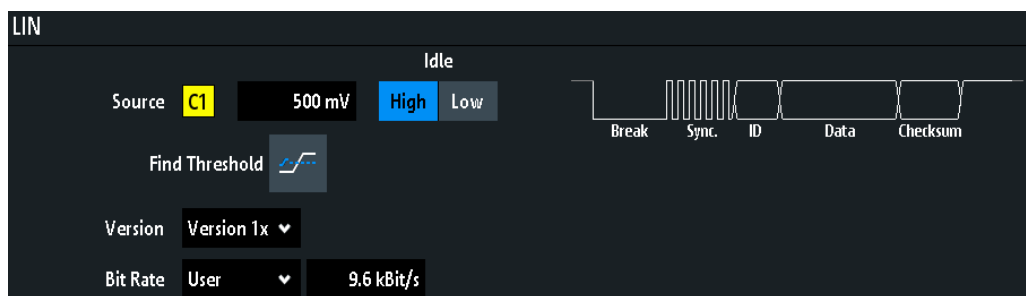 LIN
Idle
Source C1 500 mV High Low
Break Sync. ID Data Checksum
Find Threshold
Version Version 1x
Bit Rate User 9.6 kBit/s